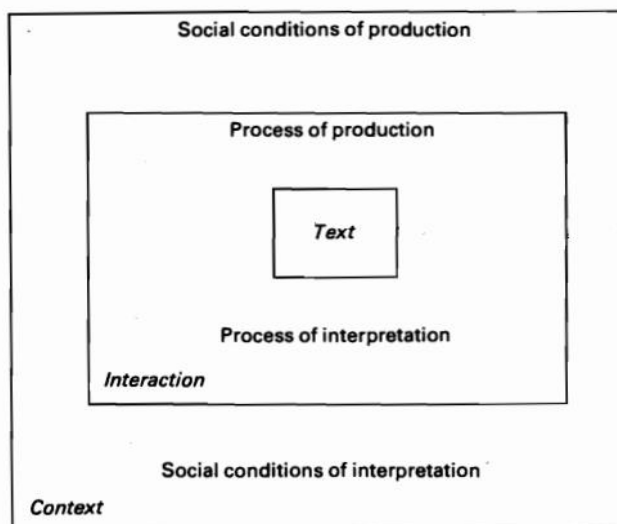 Social conditions of production
Process of production
Text
Process of interpretation
Interaction
Social conditions of interpretation
Context